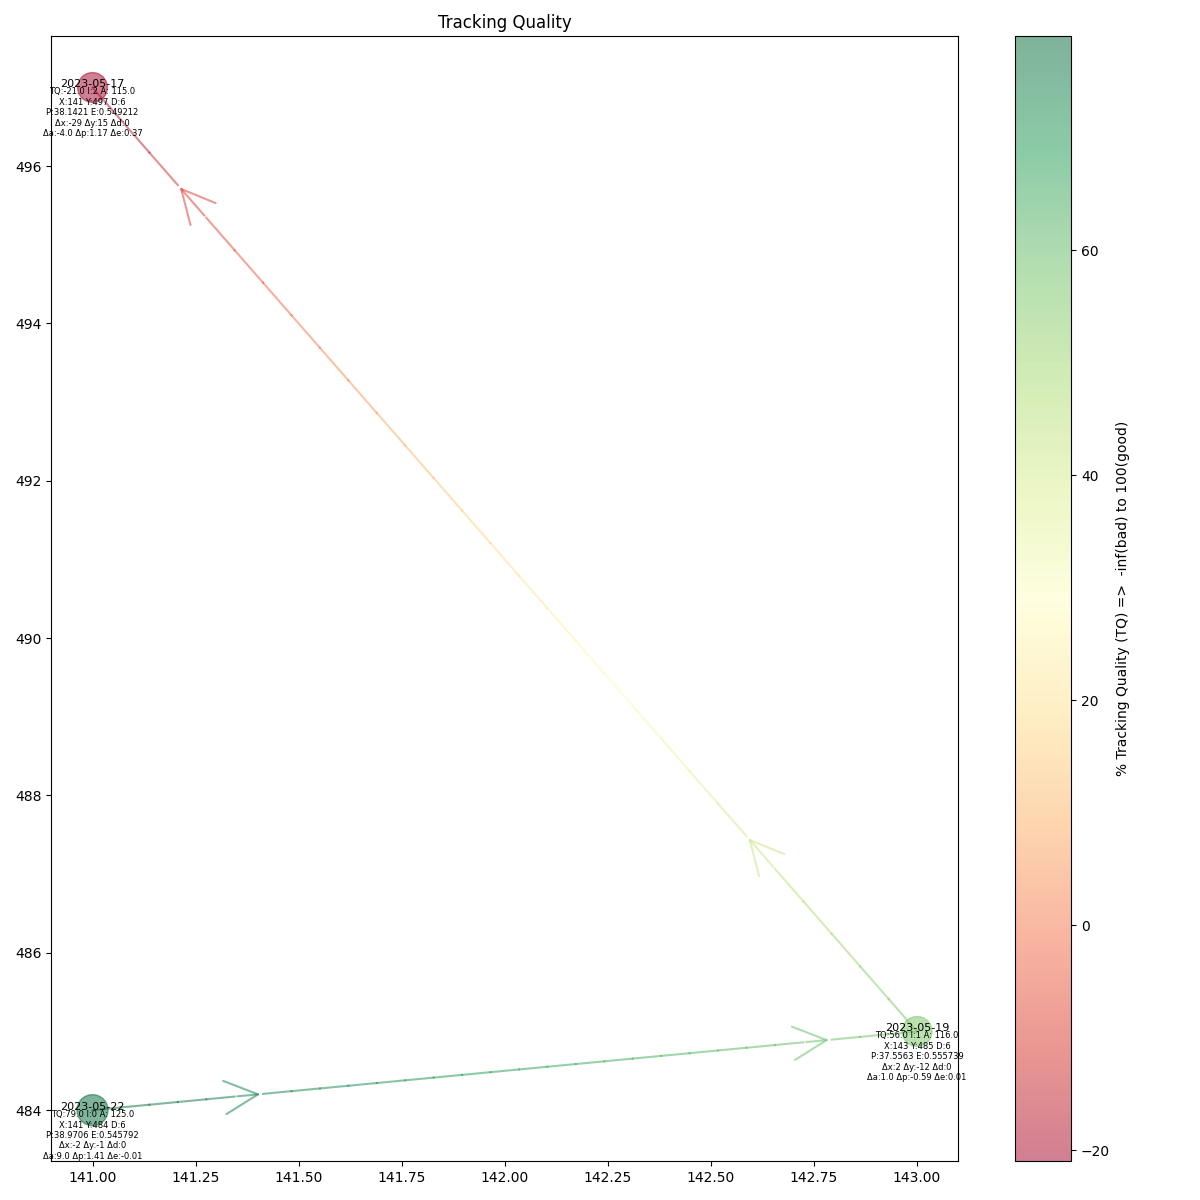 Tracking Quality
2023-05-17
TQ:-21.0 I:2 A: 115.0
X:141 Y:497 D:6
P:38.1421 E:0.549212
Δx:-29 Δy:15 Δd:0
Δa:-4.0 Δp:1.17 Δe:0.37
496
494
492
490
488
486
484
2023-05-19
TQ:56.0 I:1 A: 116.0
X:143 Y:485 D:6
P:37.5563 E:0.555739
Δx:2 Δy:-12 Δd:0
Δa:1.0 Δp:-0.59 Δe:0.01
2023-05-22
TQ:79.0 I:0 A: 125.0
X:141 Y:484 D:6
P:38.9706 E:0.545792
Δx:-2 Δy:-1 Δd:0
Δa:9.0 Δp:1.41 Δe:-0.01
141.00 141.25 141.50 141.75 142.00 142.25 142.50 142.75 143.00
60
40
20
0
−20
% Tracking Quality (TQ) => -inf(bad) to 100(good)